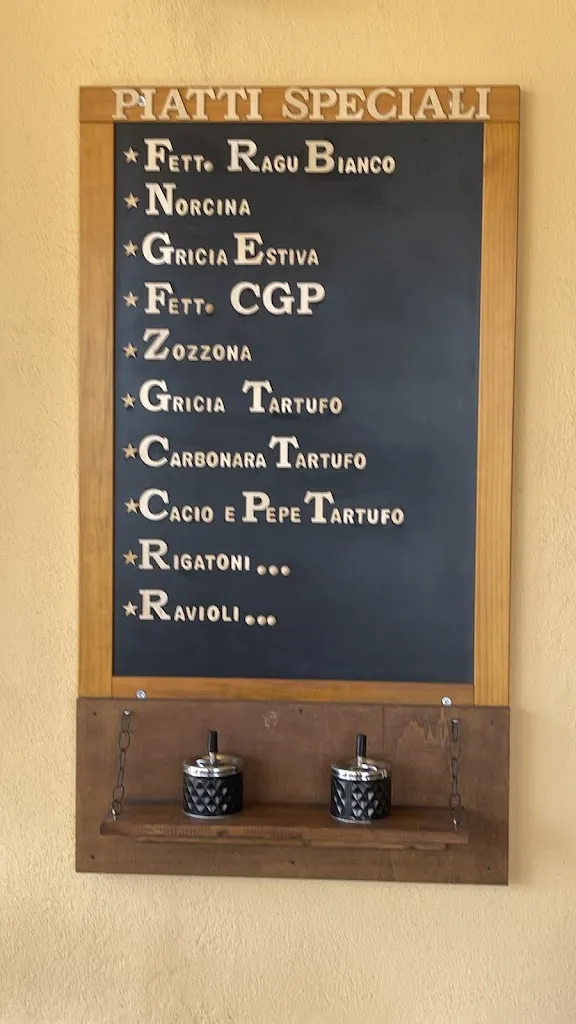 PIATTI SPECIALI
★ FETT. RAGU BIANCO
★ NORCINA
★ GRICIA ESTIVA
★ FETT. CGP
★ ZOZZONA
★ GRICIA TARTUFO
★ CARBONARA TARTUFO
★ CACIO E PEPE TARTUFO
★ RIGATONI...
★ RAVIOLI...